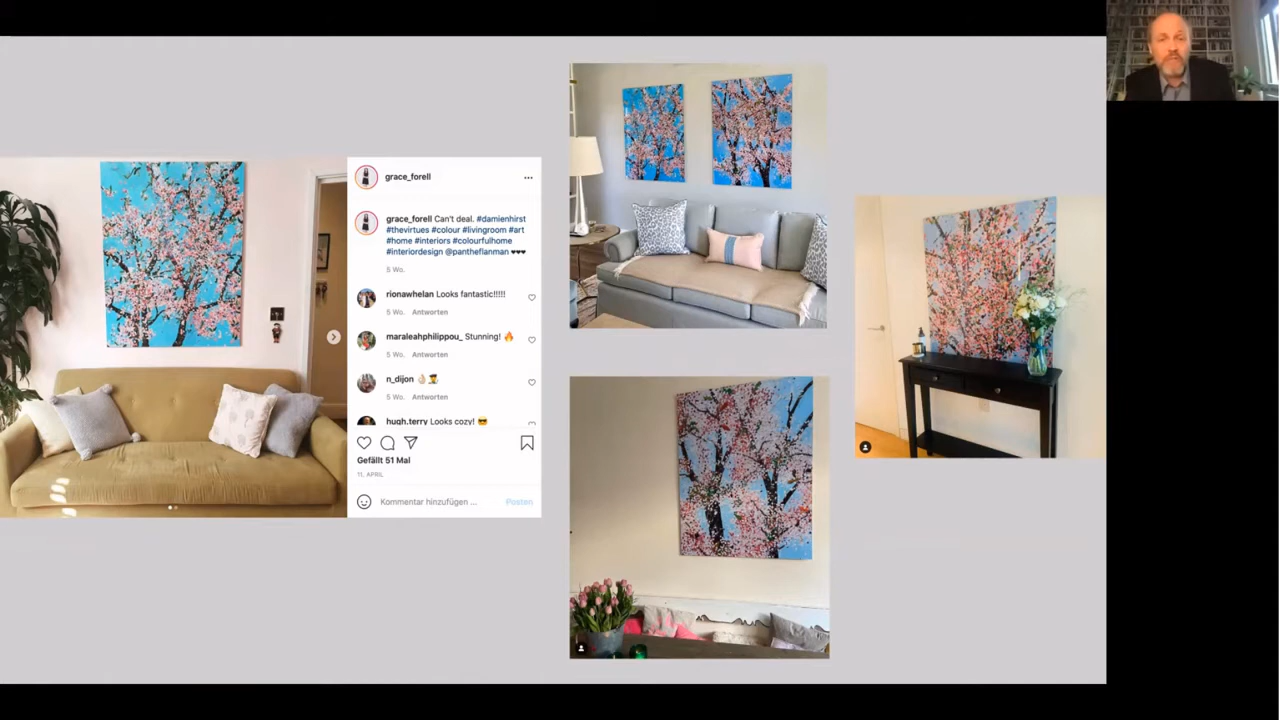 grace_forell
grace_forell Can't deal. #damienhirst
#thevirtues #colour #livingroom #art
#home #interiors #colourfulhome
#interiordesign @pantheflanman ♥♥♥
5 Wo.
rionawhelan Looks fantastic!!!!!
5 Wo. Antworten
maraleahphilippou_ Stunning! 🔥
5 Wo. Antworten
n_dijon
5 Wo. Antworten
hugh.terry Looks cozy! 😎
Gefällt 51 Mal
11. APRIL
Kommentar hinzufügen ...
Posten